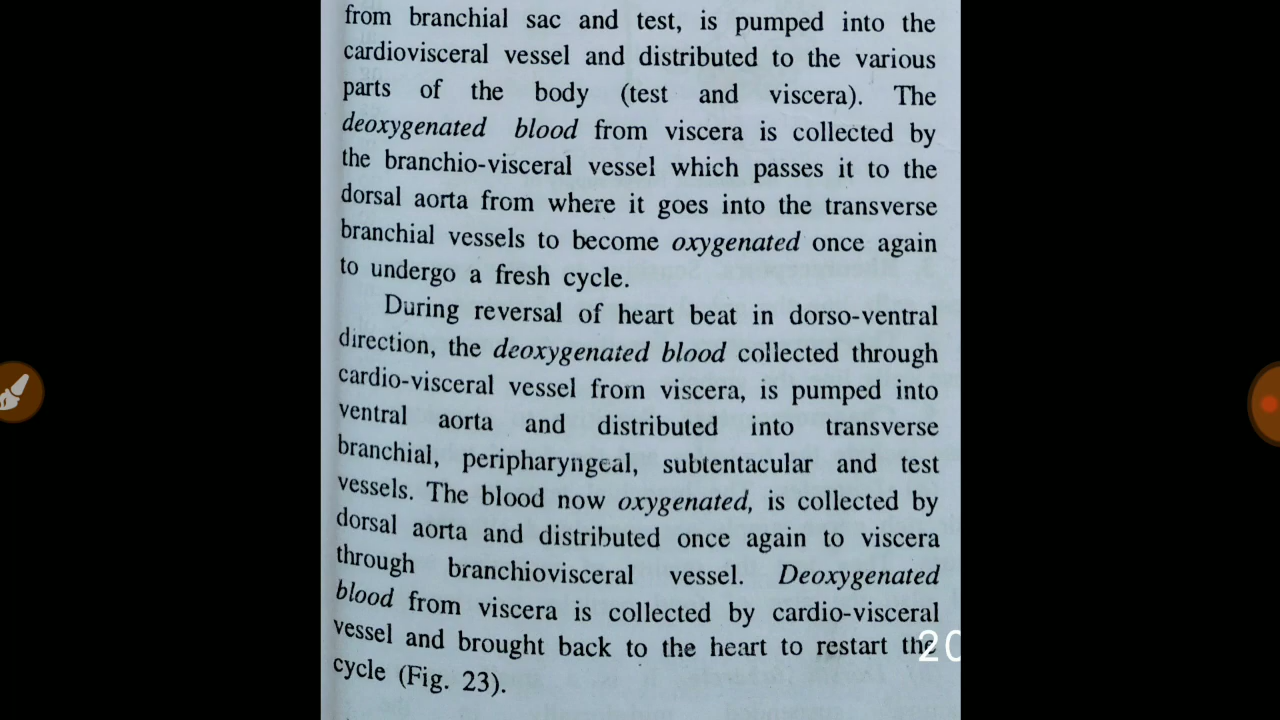 from branchial sac and test, is pumped into the
cardiovisceral vessel and distributed to the various
parts of the body (test and viscera). The
deoxygenated blood from viscera is collected by
the branchio-visceral vessel which passes it to the
dorsal aorta from where it goes into the transverse
branchial vessels to become oxygenated once again
to undergo a fresh cycle.
During reversal of heart beat in dorso-ventral
direction, the deoxygenated blood collected through
cardio-visceral vessel from viscera, is pumped into
ventral aorta and distributed into transverse
branchial, peripharyngeal, subtentacular and test
vessels. The blood now oxygenated, is collected by
dorsal aorta and distributed once again to viscera
through branchiovisceral vessel. Deoxygenated
blood from viscera is collected by cardio-visceral
vessel and brought back to the heart to restart the
cycle (Fig. 23).
20